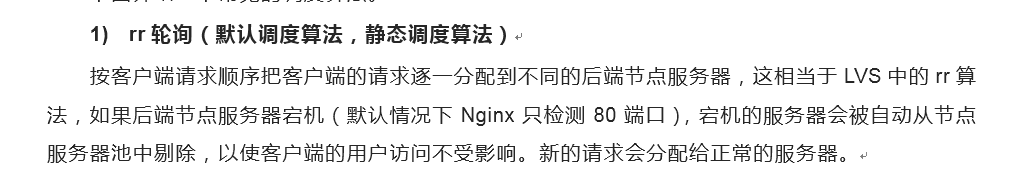 1) rr 轮询（默认调度算法，静态调度算法）
按客户端请求顺序把客户端的请求逐一分配到不同的后端节点服务器，这相当于 LVS 中的 rr 算
法，如果后端节点服务器宕机（默认情况下 Nginx 只检测 80 端口），宕机的服务器会被自动从节点
服务器池中剔除，以使客户端的用户访问不受影响。新的请求会分配给正常的服务器。